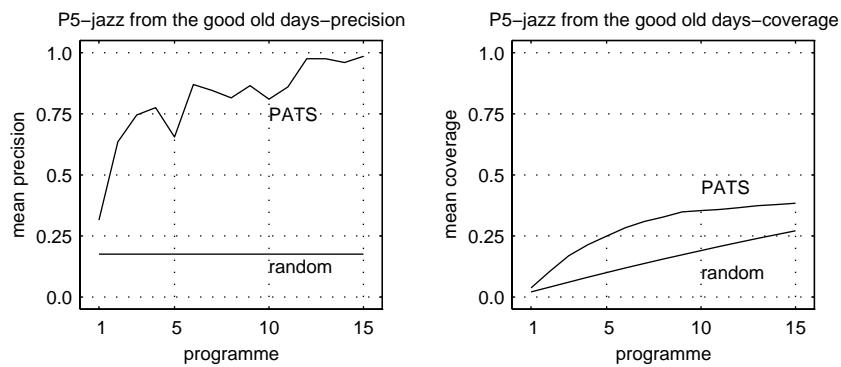 P5-jazz from the good old days-precision
1.0
0.75
0.5
0.25
0.0
mean precision
PATS
random
1 5 10 15
programme
P5-jazz from the good old days-coverage
1.0
0.75
0.5
0.25
0.0
mean coverage
PATS
random
1 5 10 15
programme